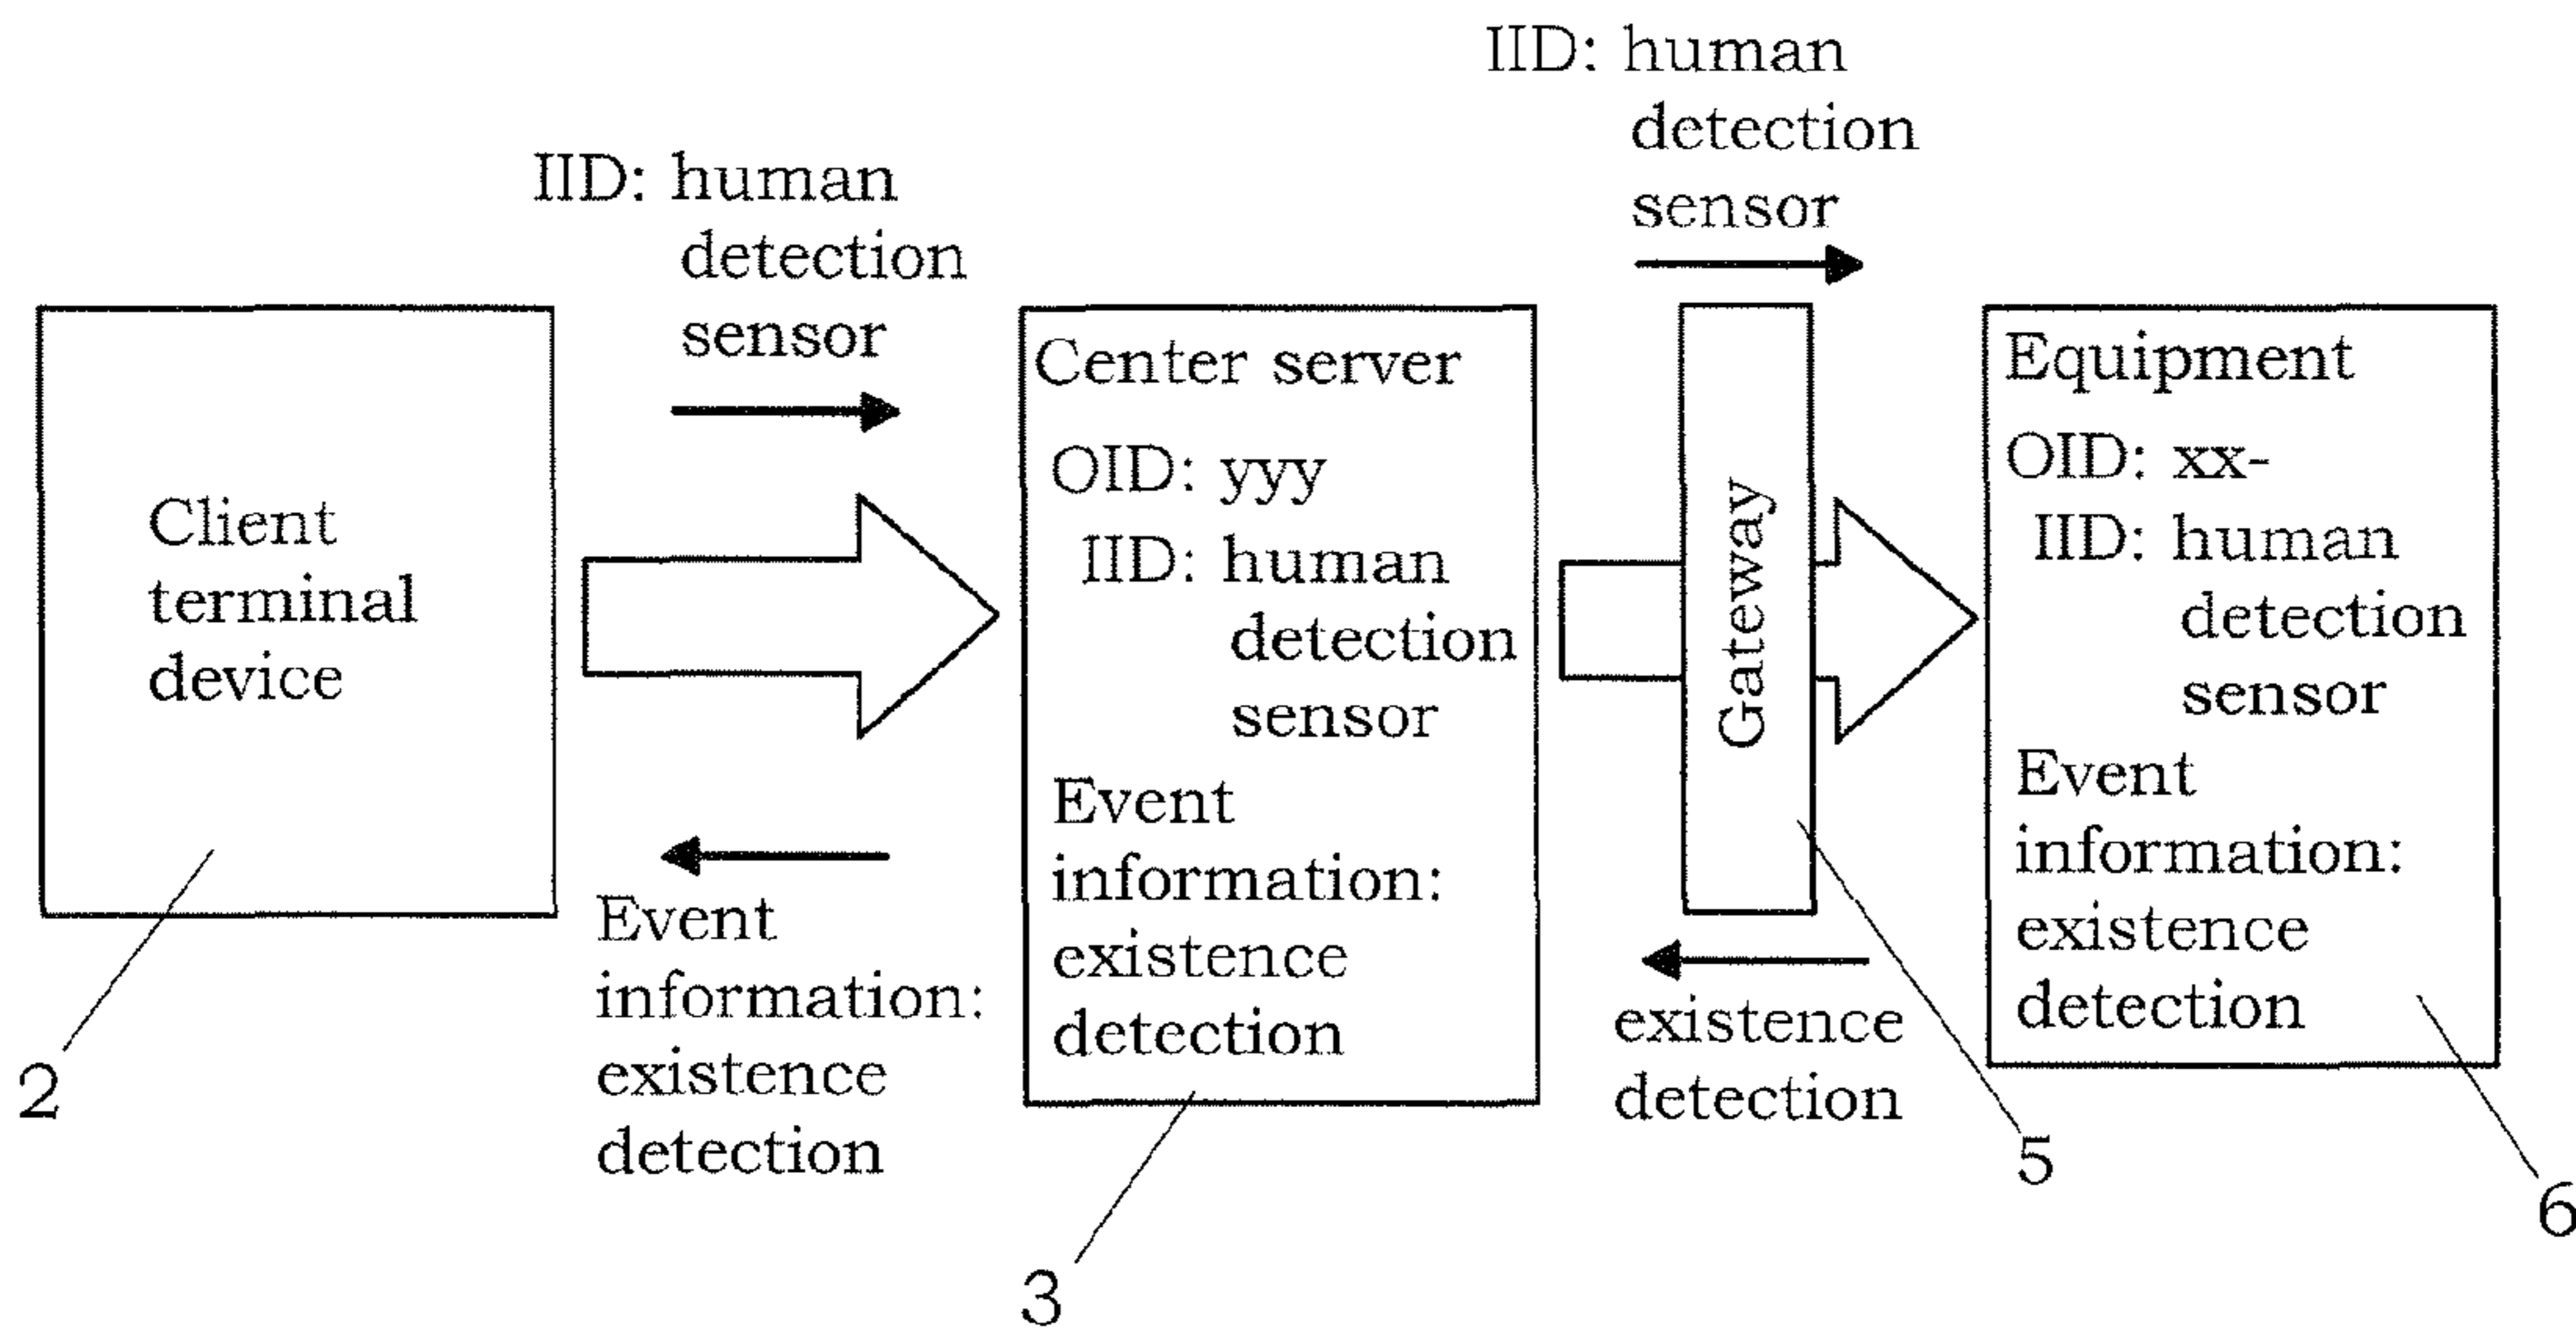 IID: human
detection
sensor
IID: human
detection
sensor
Client
terminal
device
Center server
OID: yyy
IID: human
detection
sensor
Event
information:
existence
detection
Gateway
Equipment
OID: xx-
IID: human
detection
sensor
Event
information:
existence
detection
Event
information:
existence
detection
existence
detection
2
3
5
6